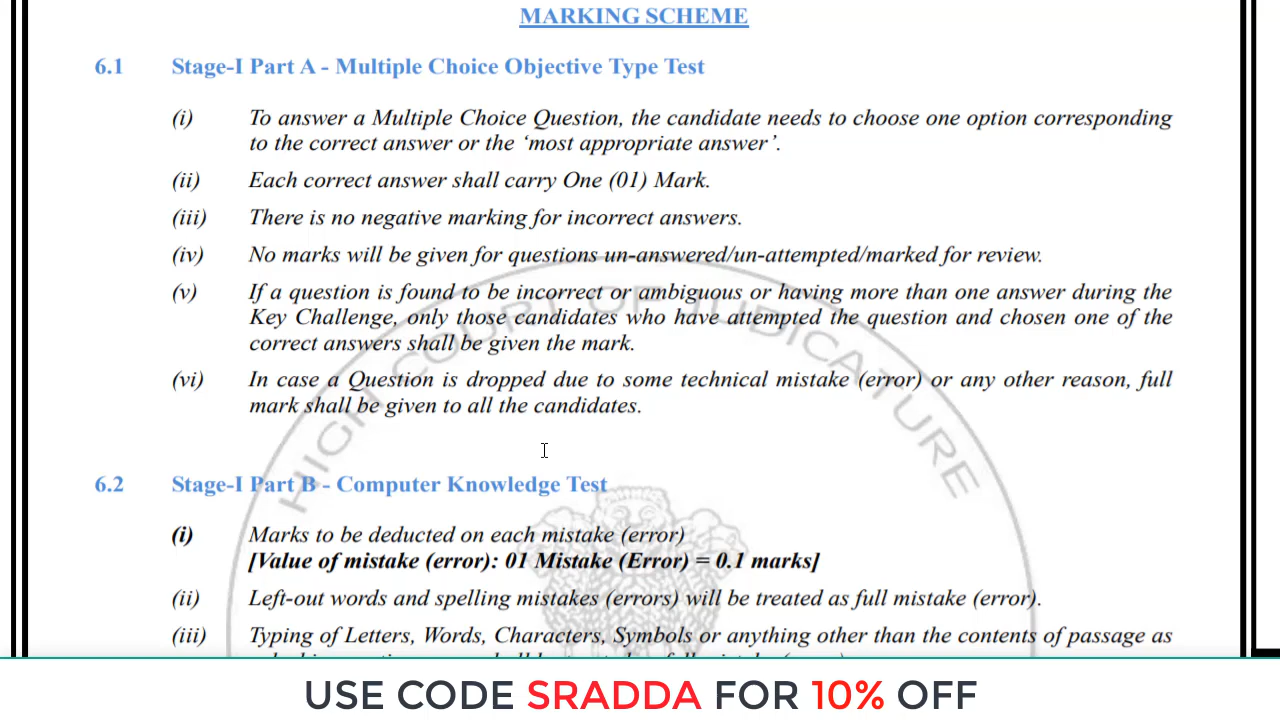 MARKING SCHEME
6.1 Stage-I Part A - Multiple Choice Objective Type Test
(i) To answer a Multiple Choice Question, the candidate needs to choose one option corresponding
to the correct answer or the ‘most appropriate answer’.
(ii) Each correct answer shall carry One (01) Mark.
(iii) There is no negative marking for incorrect answers.
(iv) No marks will be given for questions un-answered/un-attempted/marked for review.
(v) If a question is found to be incorrect or ambiguous or having more than one answer during the
Key Challenge, only those candidates who have attempted the question and chosen one of the
correct answers shall be given the mark.
(vi) In case a Question is dropped due to some technical mistake (error) or any other reason, full
mark shall be given to all the candidates.
HIGH COURT OF JUDICATURE
6.2 Stage-I Part B - Computer Knowledge Test
(i) Marks to be deducted on each mistake (error)
[Value of mistake (error): 01 Mistake (Error) = 0.1 marks]
(ii) Left-out words and spelling mistakes (errors) will be treated as full mistake (error).
(iii) Typing of Letters, Words, Characters, Symbols or anything other than the contents of passage as
USE CODE SRADDA FOR 10% OFF